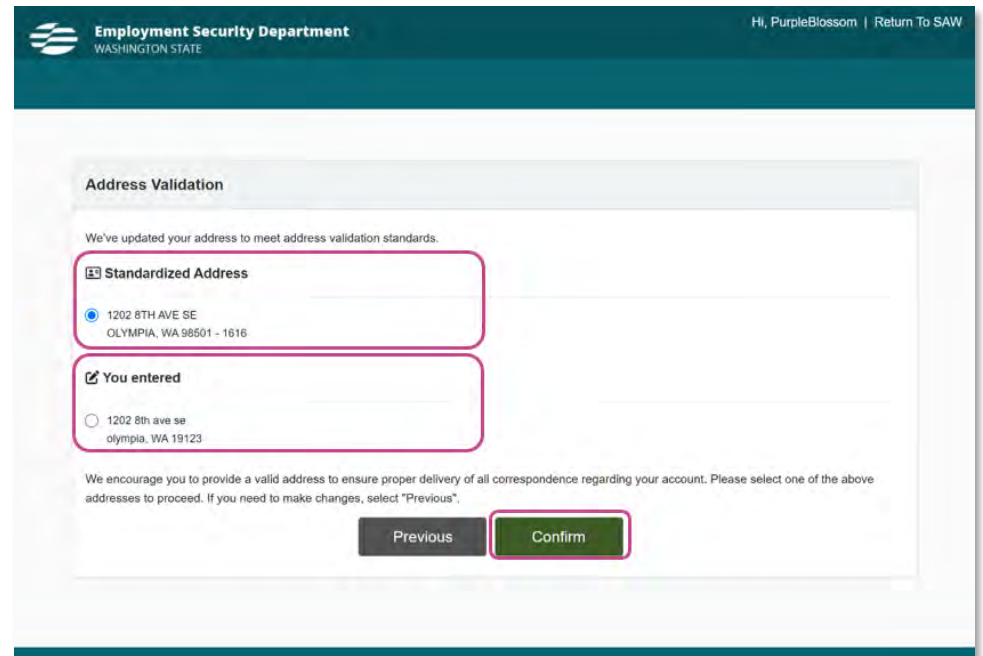 Employment Security Department
WASHINGTON STATE
Hi, PurpleBlossom | Return To SAW
Address Validation
We've updated your address to meet address validation standards.
Standardized Address
1202 8TH AVE SE
OLYMPIA, WA 98501 - 1616
You entered
1202 8th ave se
olympia, WA 19123
We encourage you to provide a valid address to ensure proper delivery of all correspondence regarding your account. Please select one of the above
addresses to proceed. If you need to make changes, select "Previous".
Previous
Confirm